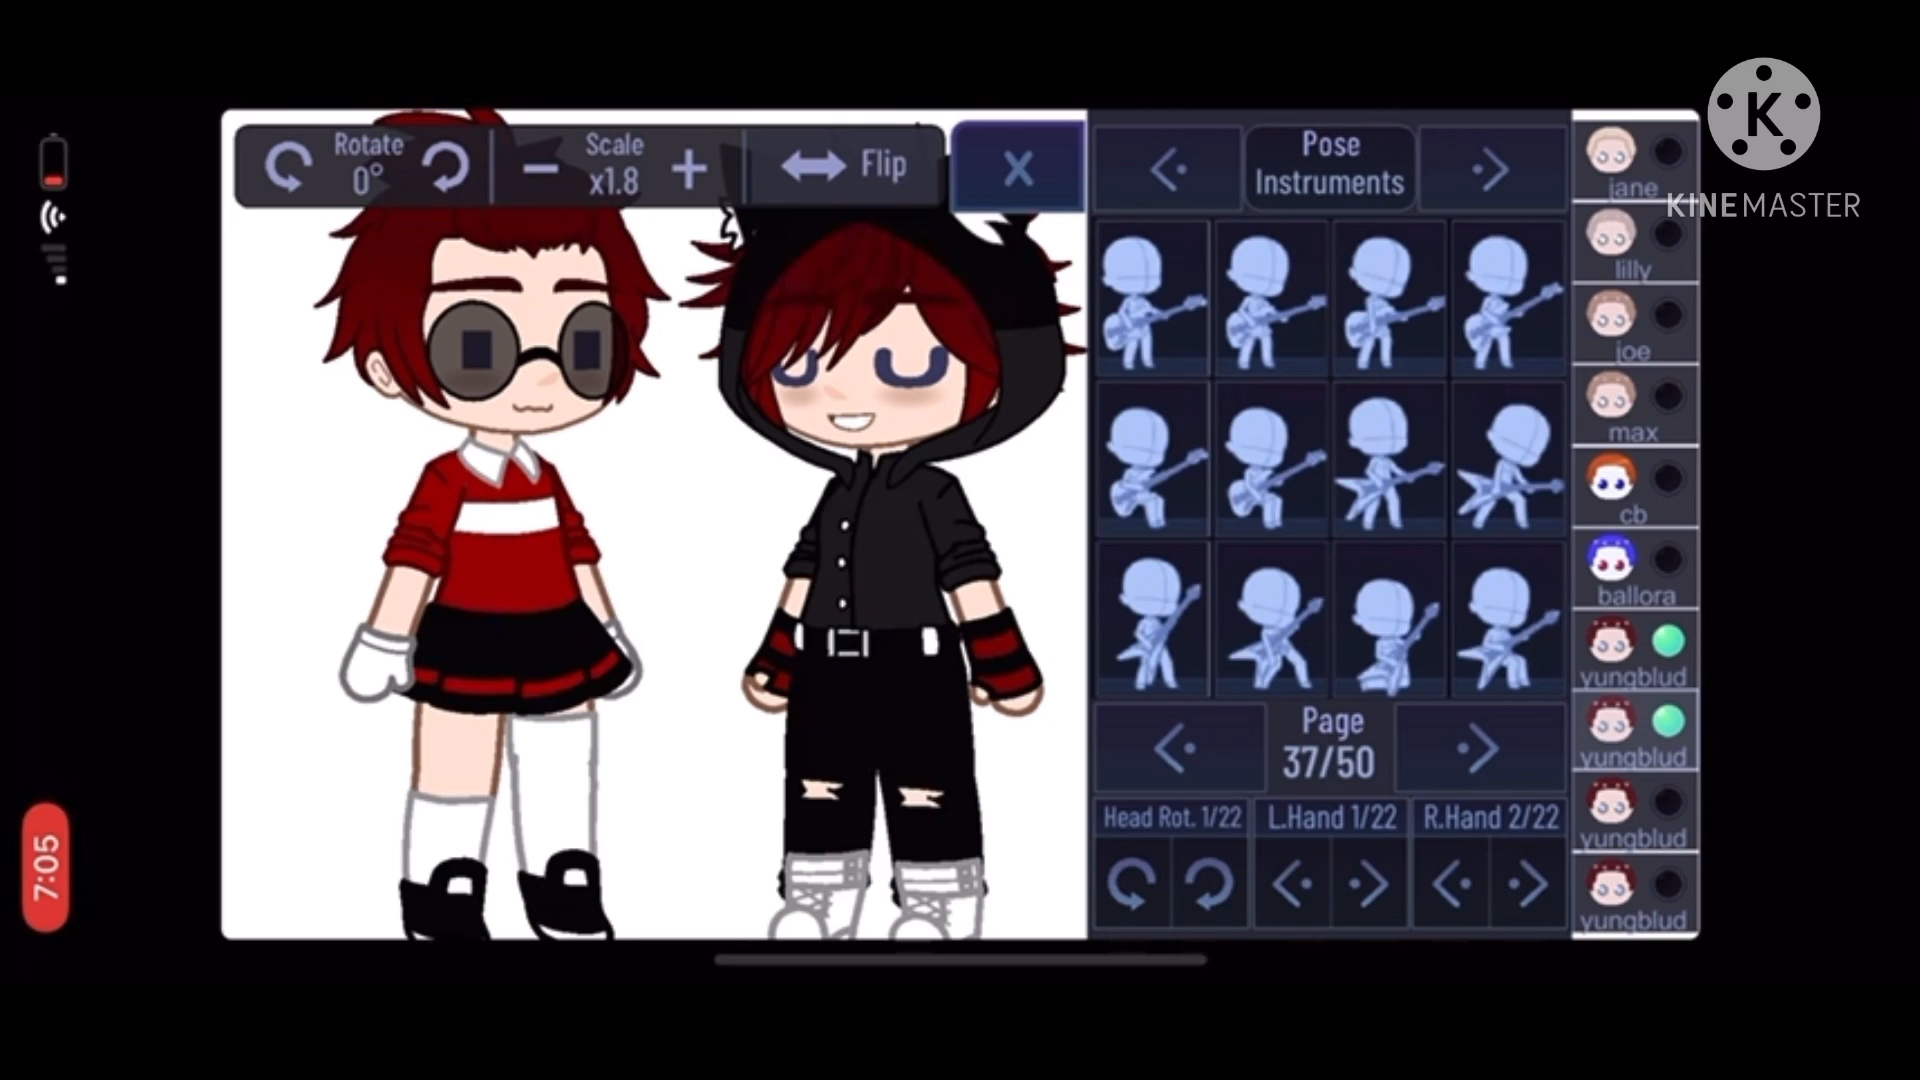 Rotate
0°
Scale
x1.8
Flip
X
Pose
Instruments
jane
lilly
joe
max
cb
ballora
yungblud
yungblud
yungblud
yungblud
Page
37/50
Head Rot. 1/22
L.Hand 1/22
R.Hand 2/22
7:05
K
KINEMASTER